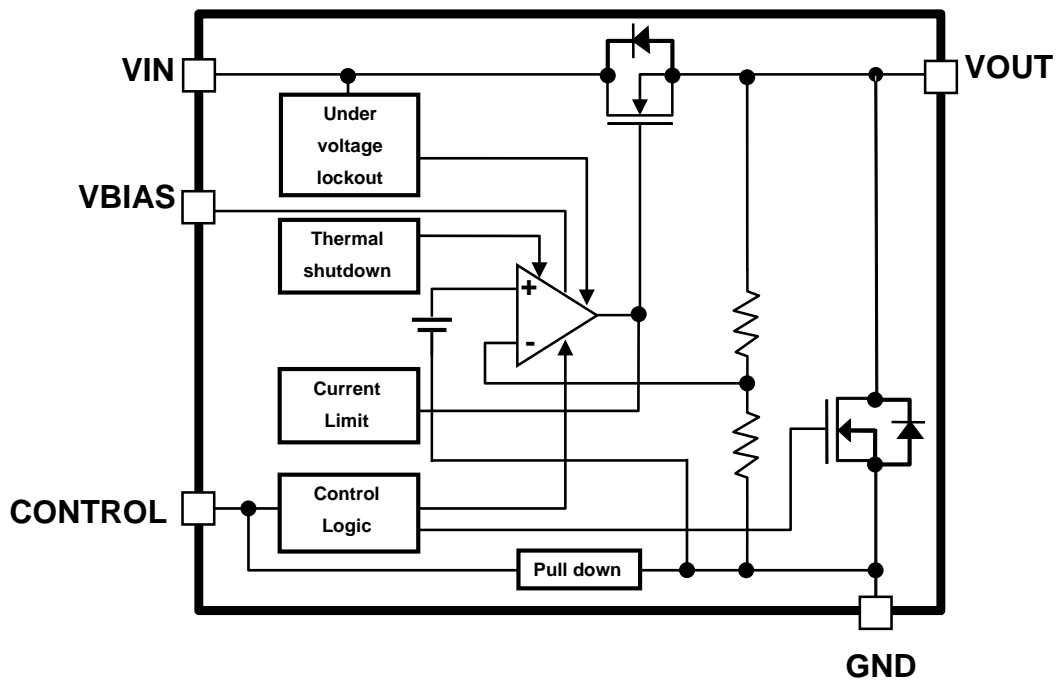 VIN
VOUT
Under
voltage
lockout
VBIAS
Thermal
shutdown
+
-
Current
Limit
CONTROL
Control
Logic
Pull down
GND